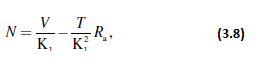 N = V/K₁ − T/K₁² Rₐ, (3.8)